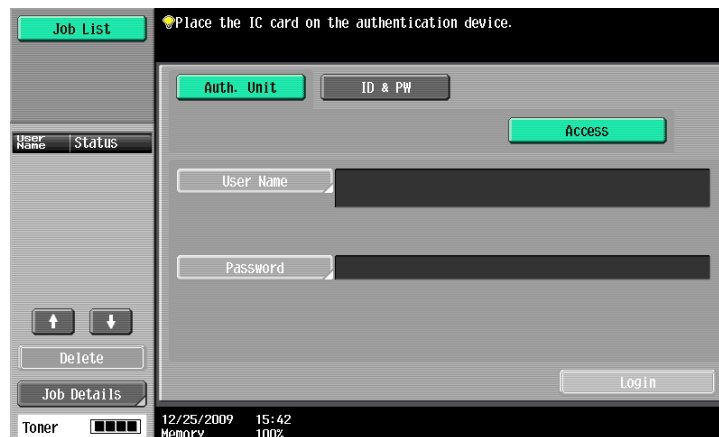 Job List
Place the IC card on the authentication device.
Auth. Unit
ID & PW
Access
User Name
Status
User Name
Password
Delete
Job Details
Login
Toner
12/25/2009 15:42
Memory 100%